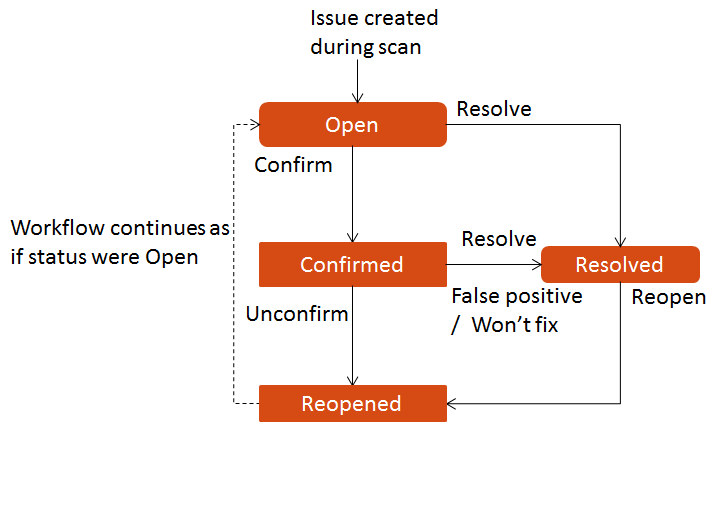 Issue created
during scan
Open
Resolve
Confirm
Workflow continues as
if status were Open
Confirmed
Resolve
Resolved
False positive
/ Won't fix
Reopen
Unconfirm
Reopened